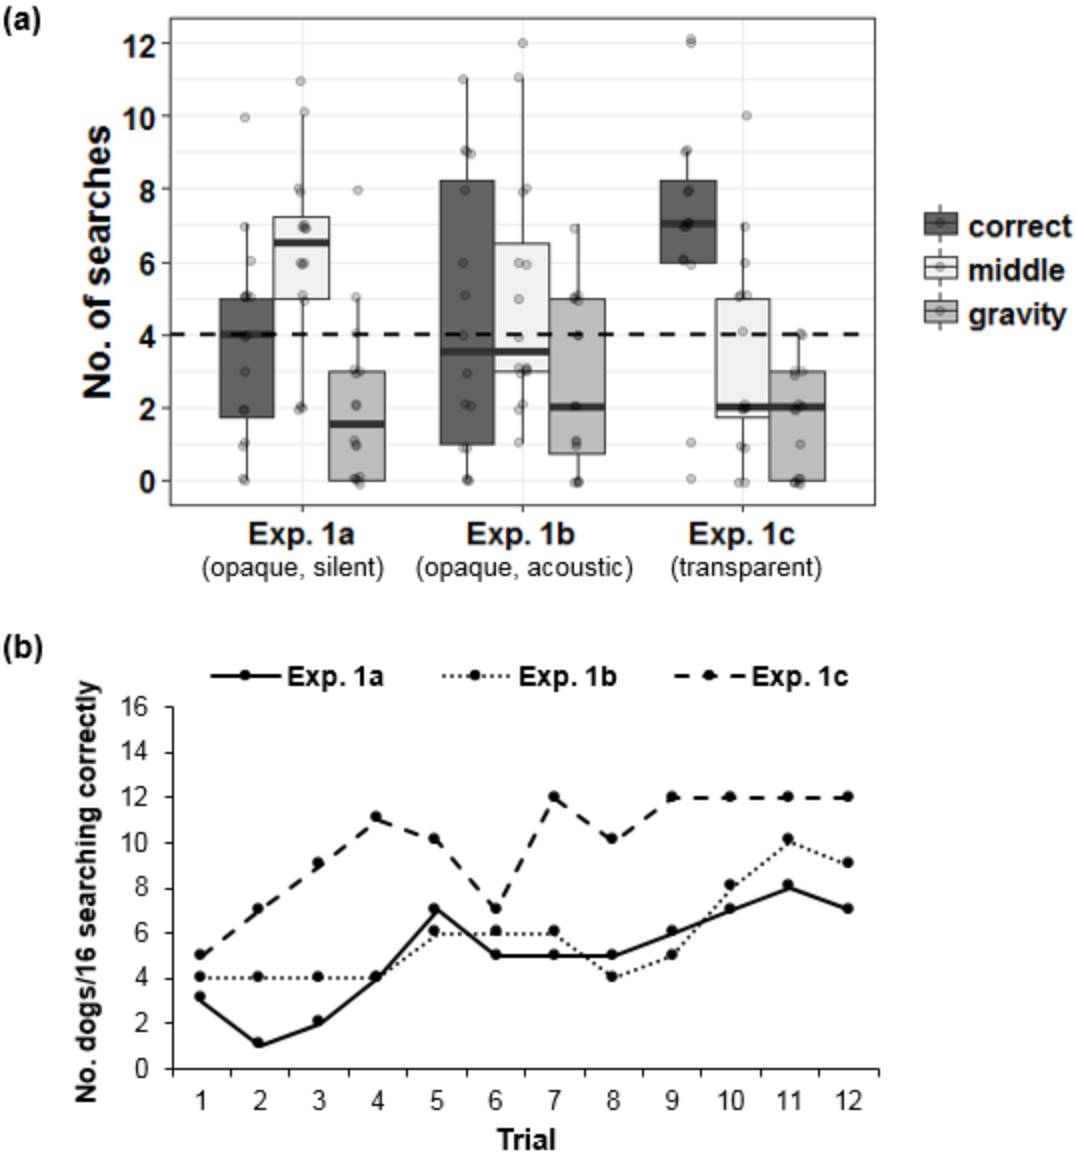 (a)
No. of searches
12
10
8
6
4
2
0
Exp. 1a
(opaque, silent)
Exp. 1b
(opaque, acoustic)
Exp. 1c
(transparent)
correct
middle
gravity
(b)
Exp. 1a
Exp. 1b
Exp. 1c
No. dogs/16 searching correctly
16
14
12
10
8
6
4
2
0
1 2 3 4 5 6 7 8 9 10 11 12
Trial